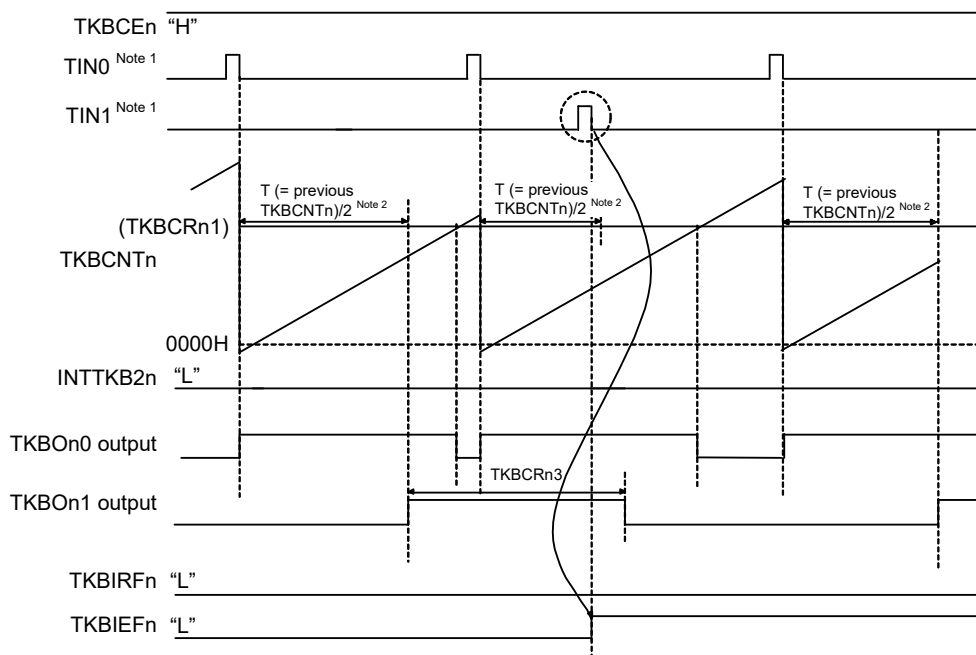 TKBCEn “H”
TIN0 Note 1
TIN1 Note 1
T (= previous
TKBCNTn)/2 Note 2
T (= previous
TKBCNTn)/2 Note 2
T (= previous
TKBCNTn)/2 Note 2
(TKBCRn1)
TKBCNTn
0000H
INTTKB2n “L”
TKBOn0 output
TKBCRn3
TKBOn1 output
TKBIRFn “L”
TKBIEFn “L”